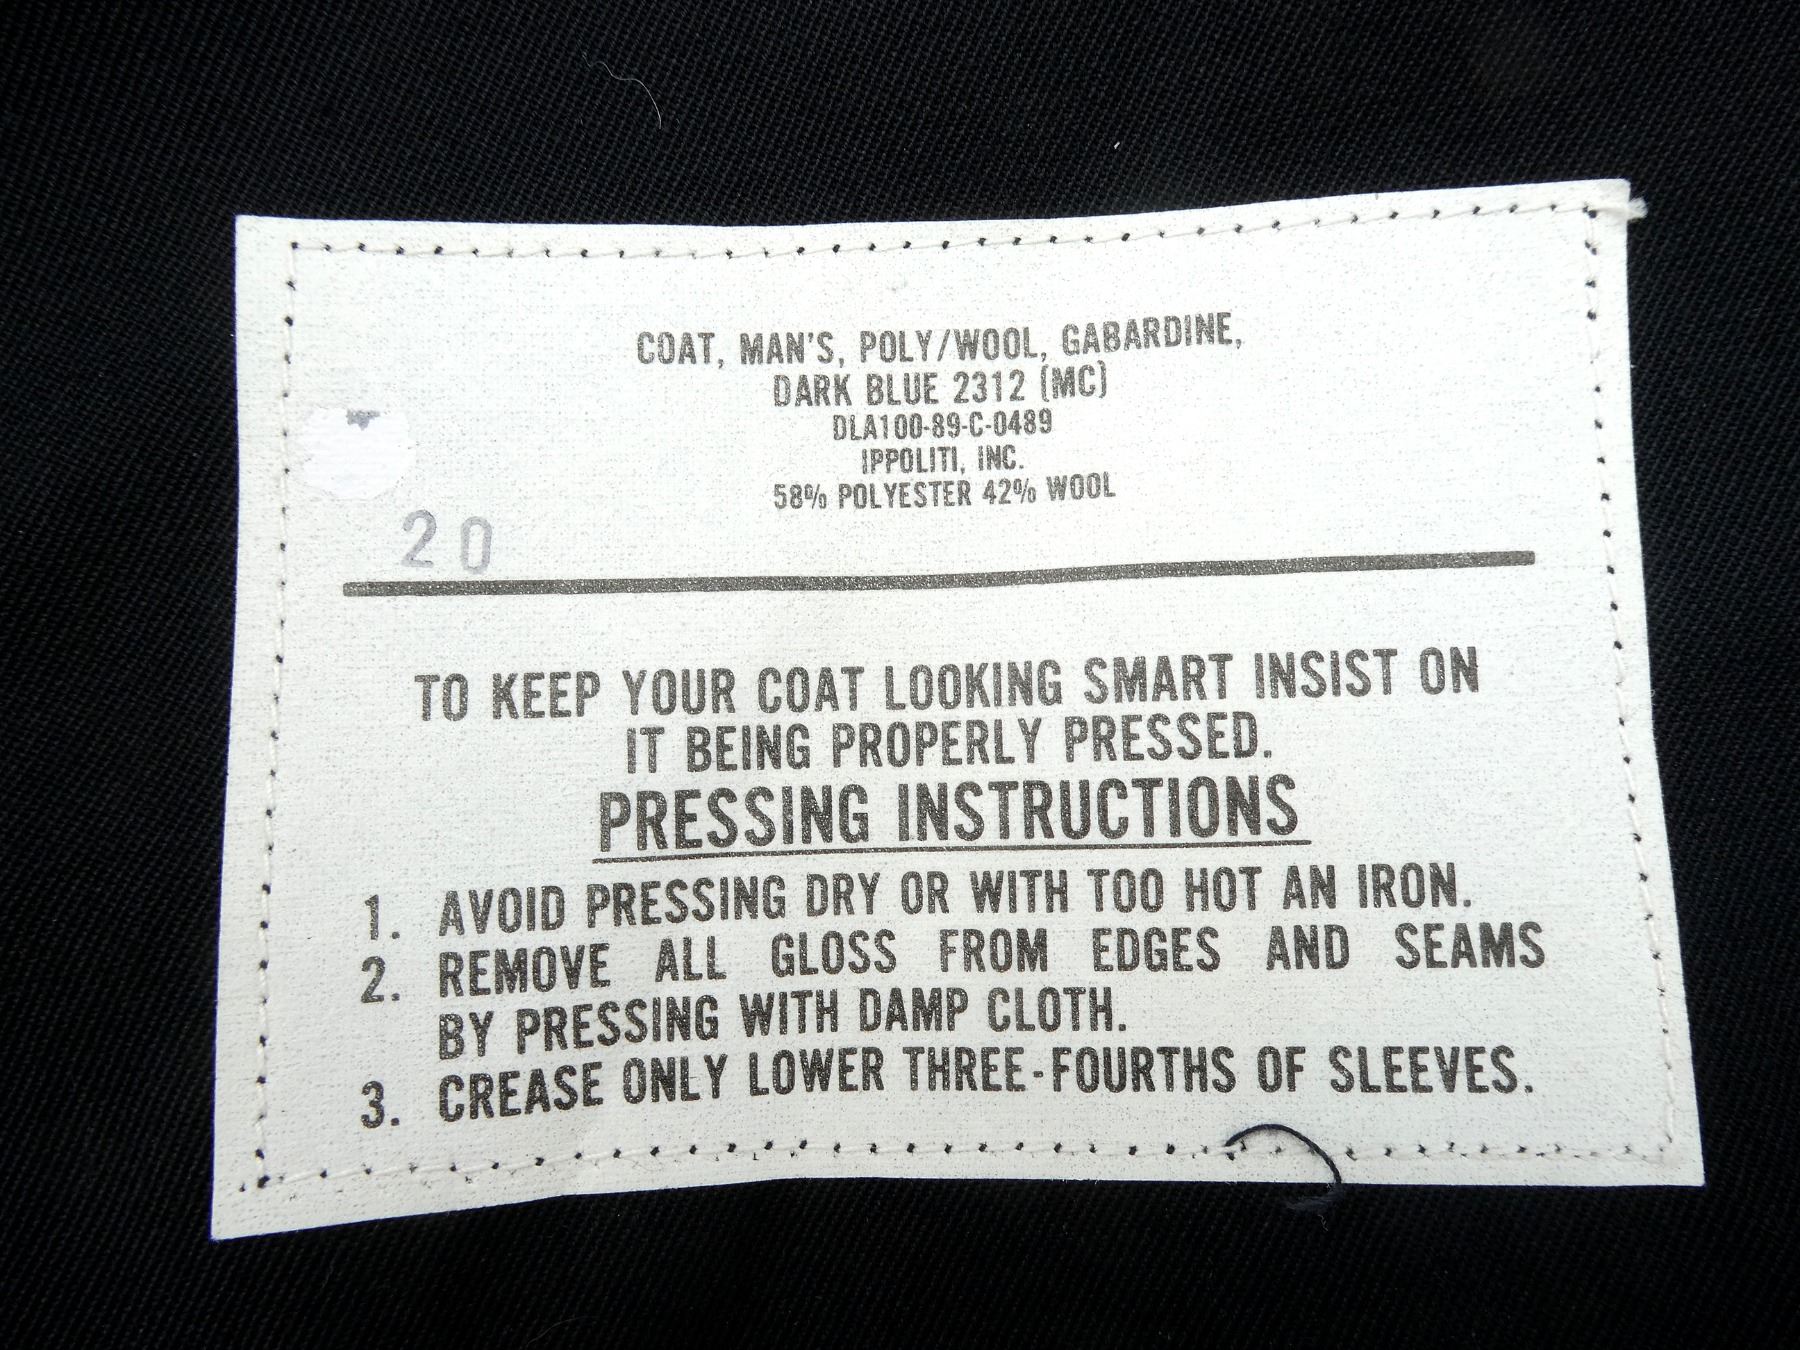 COAT, MAN'S, POLY/WOOL, GABARDINE,
DARK BLUE 2312 (MC)
DLA100-89-C-0489
IPPOLITI, INC.
58% POLYESTER 42% WOOL
20
TO KEEP YOUR COAT LOOKING SMART INSIST ON
IT BEING PROPERLY PRESSED.
PRESSING INSTRUCTIONS
1. AVOID PRESSING DRY OR WITH TOO HOT AN IRON.
2. REMOVE ALL GLOSS FROM EDGES AND SEAMS
BY PRESSING WITH DAMP CLOTH.
3. CREASE ONLY LOWER THREE-FOURTHS OF SLEEVES.